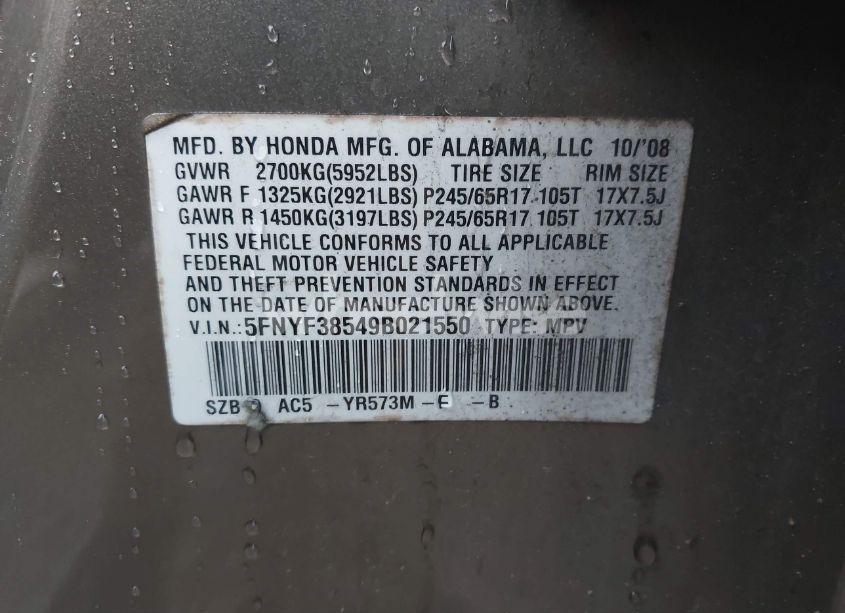 MFD. BY HONDA MFG. OF ALABAMA, LLC 10/'08
GVWR 2700KG(5952LBS) TIRE SIZE RIM SIZE
GAWR F 1325KG(2921LBS) P245/65R17 105T 17X7.5J
GAWR R 1450KG(3197LBS) P245/65R17 105T 17X7.5J
THIS VEHICLE CONFORMS TO ALL APPLICABLE
FEDERAL MOTOR VEHICLE SAFETY
AND THEFT PREVENTION STANDARDS IN EFFECT
ON THE DATE OF MANUFACTURE SHOWN ABOVE.
V.I.N.: 5FNYF38549B021550 TYPE: MPV
AC5 -YR573M -E -B